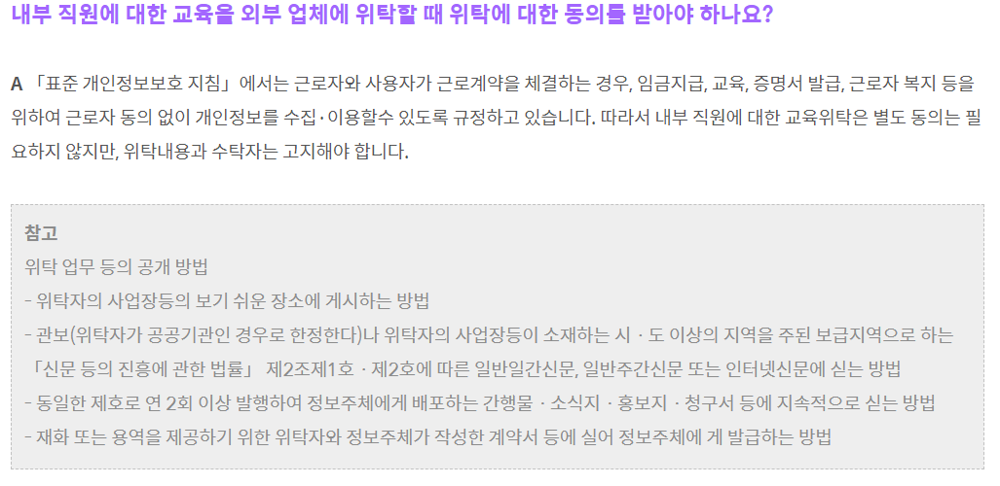 내부 직원에 대한 교육을 외부 업체에 위탁할 때 위탁에 대한 동의를 받아야 하나요?
A 「표준 개인정보보호 지침」에서는 근로자와 사용자가 근로계약을 체결하는 경우, 임금지급, 교육, 증명서 발급, 근로자 복지 등을
위하여 근로자 동의 없이 개인정보를 수집·이용할수 있도록 규정하고 있습니다. 따라서 내부 직원에 대한 교육위탁은 별도 동의는 필
요하지 않지만, 위탁내용과 수탁자는 고지해야 합니다.
참고
위탁 업무 등의 공개 방법
- 위탁자의 사업장등의 보기 쉬운 장소에 게시하는 방법
- 관보(위탁자가 공공기관인 경우로 한정한다)나 위탁자의 사업장등이 소재하는 시ㆍ도 이상의 지역을 주된 보급지역으로 하는
「신문 등의 진흥에 관한 법률」 제2조제1호ㆍ제2호에 따른 일반일간신문, 일반주간신문 또는 인터넷신문에 싣는 방법
- 동일한 제호로 연 2회 이상 발행하여 정보주체에게 배포하는 간행물ㆍ소식지ㆍ홍보지ㆍ청구서 등에 지속적으로 싣는 방법
- 재화 또는 용역을 제공하기 위한 위탁자와 정보주체가 작성한 계약서 등에 실어 정보주체에 게 발급하는 방법